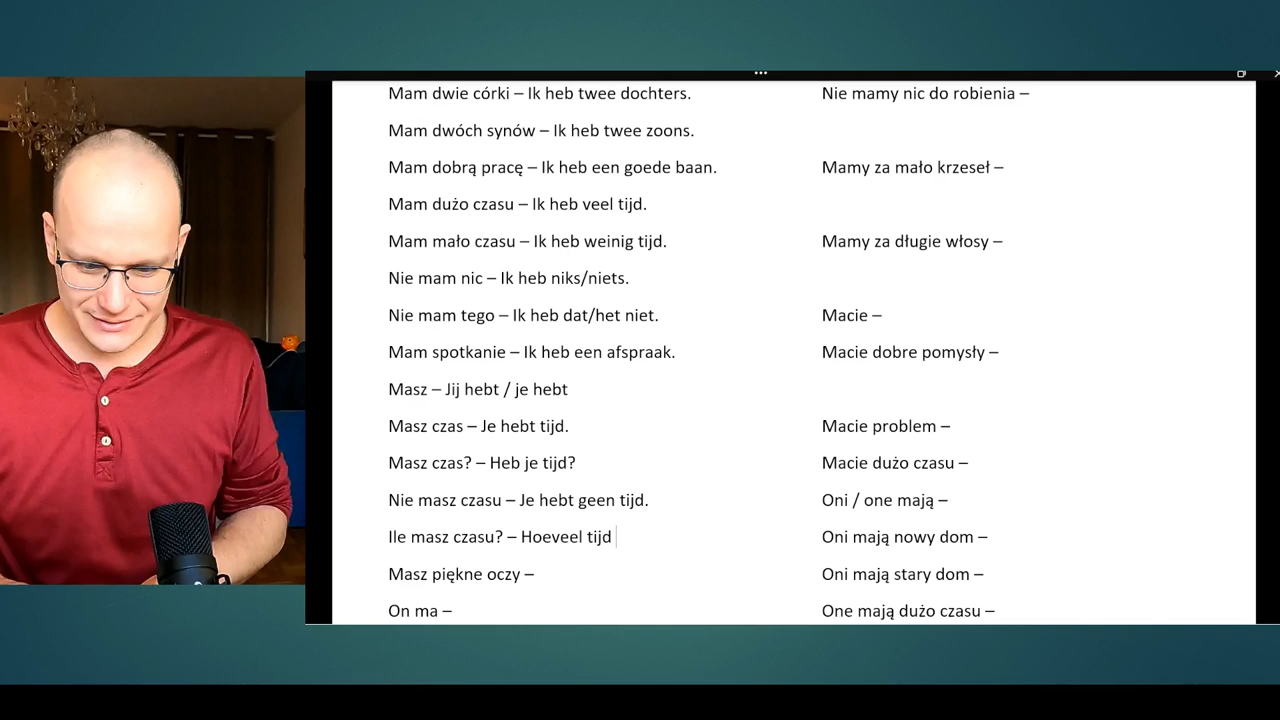 Mam dwie córki – Ik heb twee dochters.
Mam dwóch synów – Ik heb twee zoons.
Mam dobrą pracę – Ik heb een goede baan.
Mam dużo czasu – Ik heb veel tijd.
Mam mało czasu – Ik heb weinig tijd.
Nie mam nic – Ik heb niks/niets.
Nie mam tego – Ik heb dat/het niet.
Mam spotkanie – Ik heb een afspraak.
Masz – Jij hebt / je hebt
Masz czas – Je hebt tijd.
Masz czas? – Heb je tijd?
Nie masz czasu – Je hebt geen tijd.
Ile masz czasu? – Hoeveel tijd
Masz piękne oczy –
On ma –
Nie mamy nic do robienia –
Mamy za mało krzeseł –
Mamy za długie włosy –
Macie –
Macie dobre pomysły –
Macie problem –
Macie dużo czasu –
Oni / one mają –
Oni mają nowy dom –
Oni mają stary dom –
One mają dużo czasu –